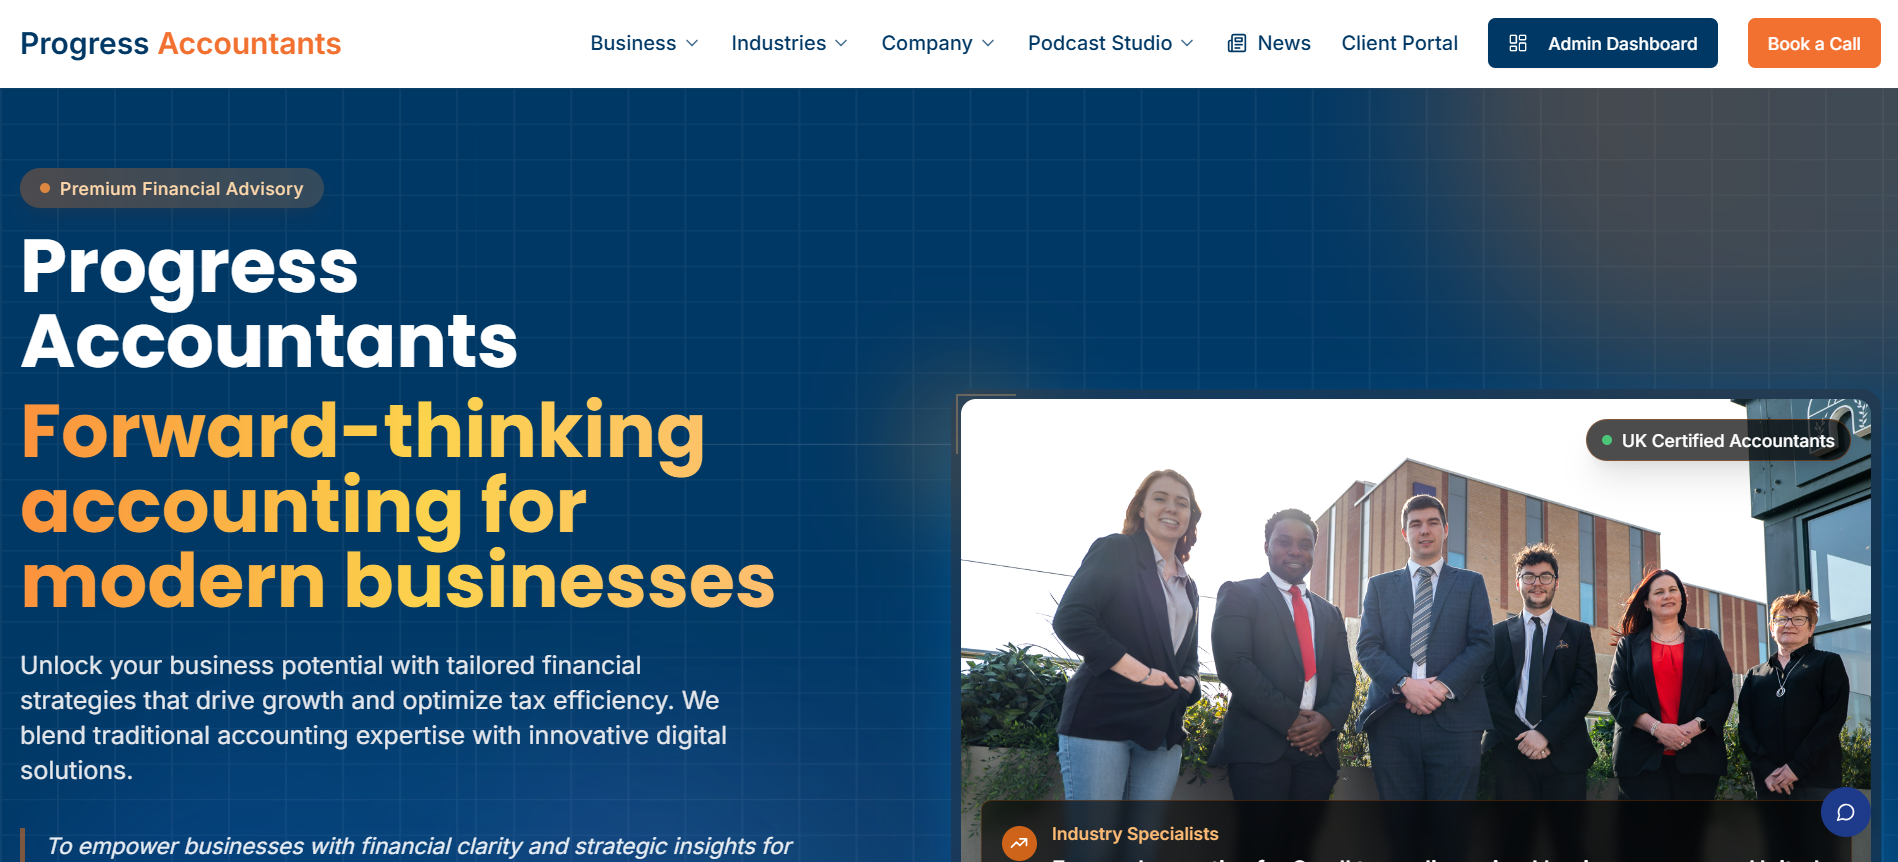 Progress Accountants
Business
Industries
Company
Podcast Studio
News
Client Portal
Admin Dashboard
Book a Call
Premium Financial Advisory
Progress
Accountants
Forward-thinking
accounting for
modern businesses
Unlock your business potential with tailored financial
strategies that drive growth and optimize tax efficiency. We
blend traditional accounting expertise with innovative digital
solutions.
To empower businesses with financial clarity and strategic insights for
UK Certified Accountants
Industry Specialists